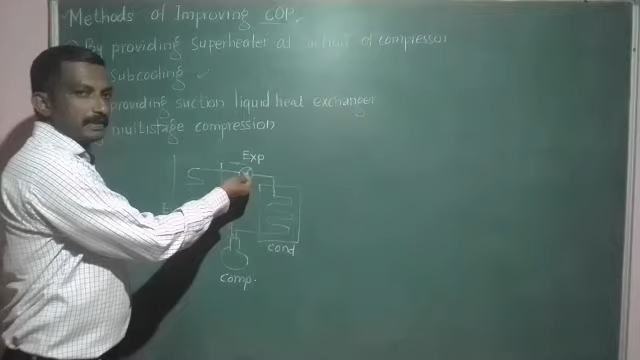 Methods of Improving COP.
By providing superheater at suction of compressor
Subcooling ✓
providing suction liquid heat exchanger
multistage compression
Exp
Cond
Comp.